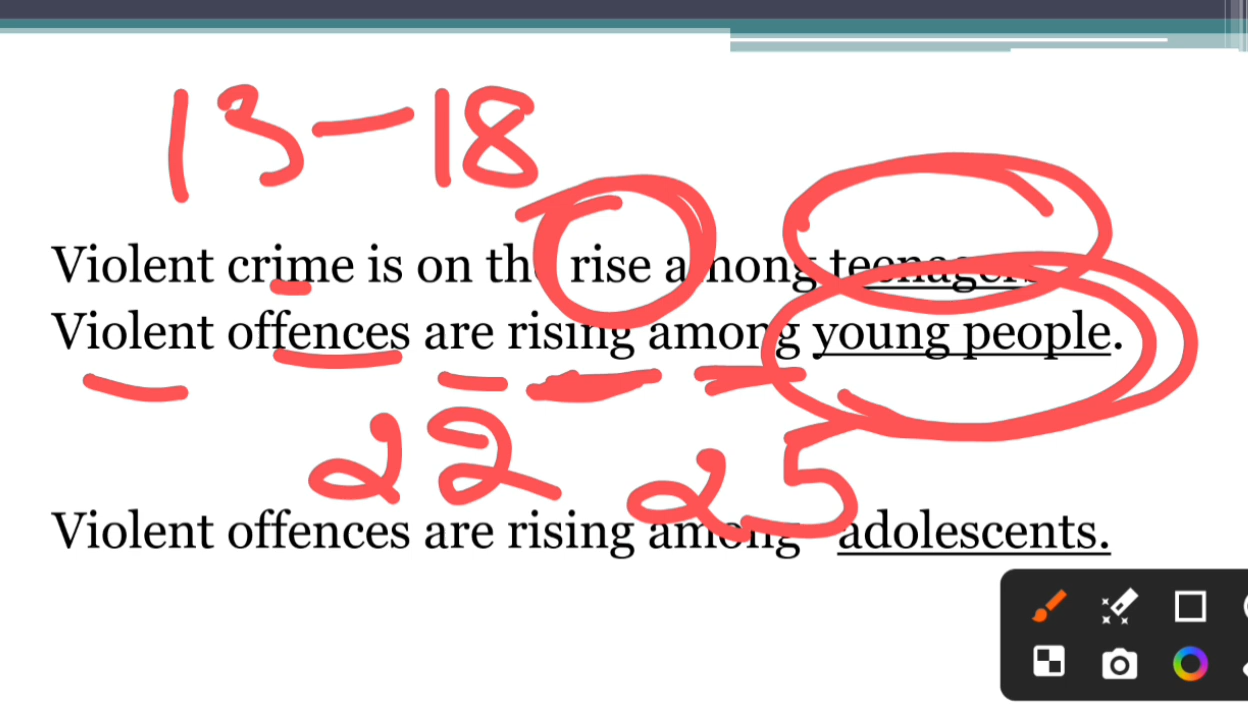 13-18
Violent crime is on the rise among teenagers
Violent offences are rising among young people.
22 25
Violent offences are rising among adolescents.